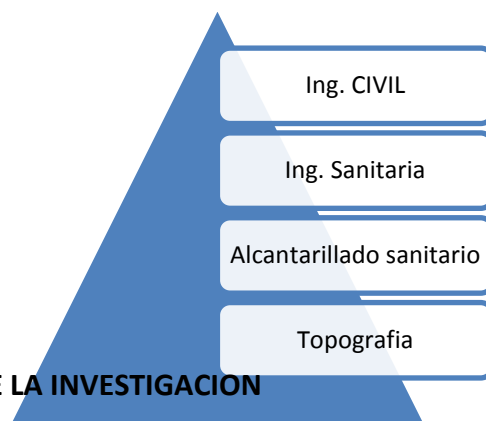 Ing. CIVIL
Ing. Sanitaria
Alcantarillado sanitario
Topografia
E LA INVESTIGACION